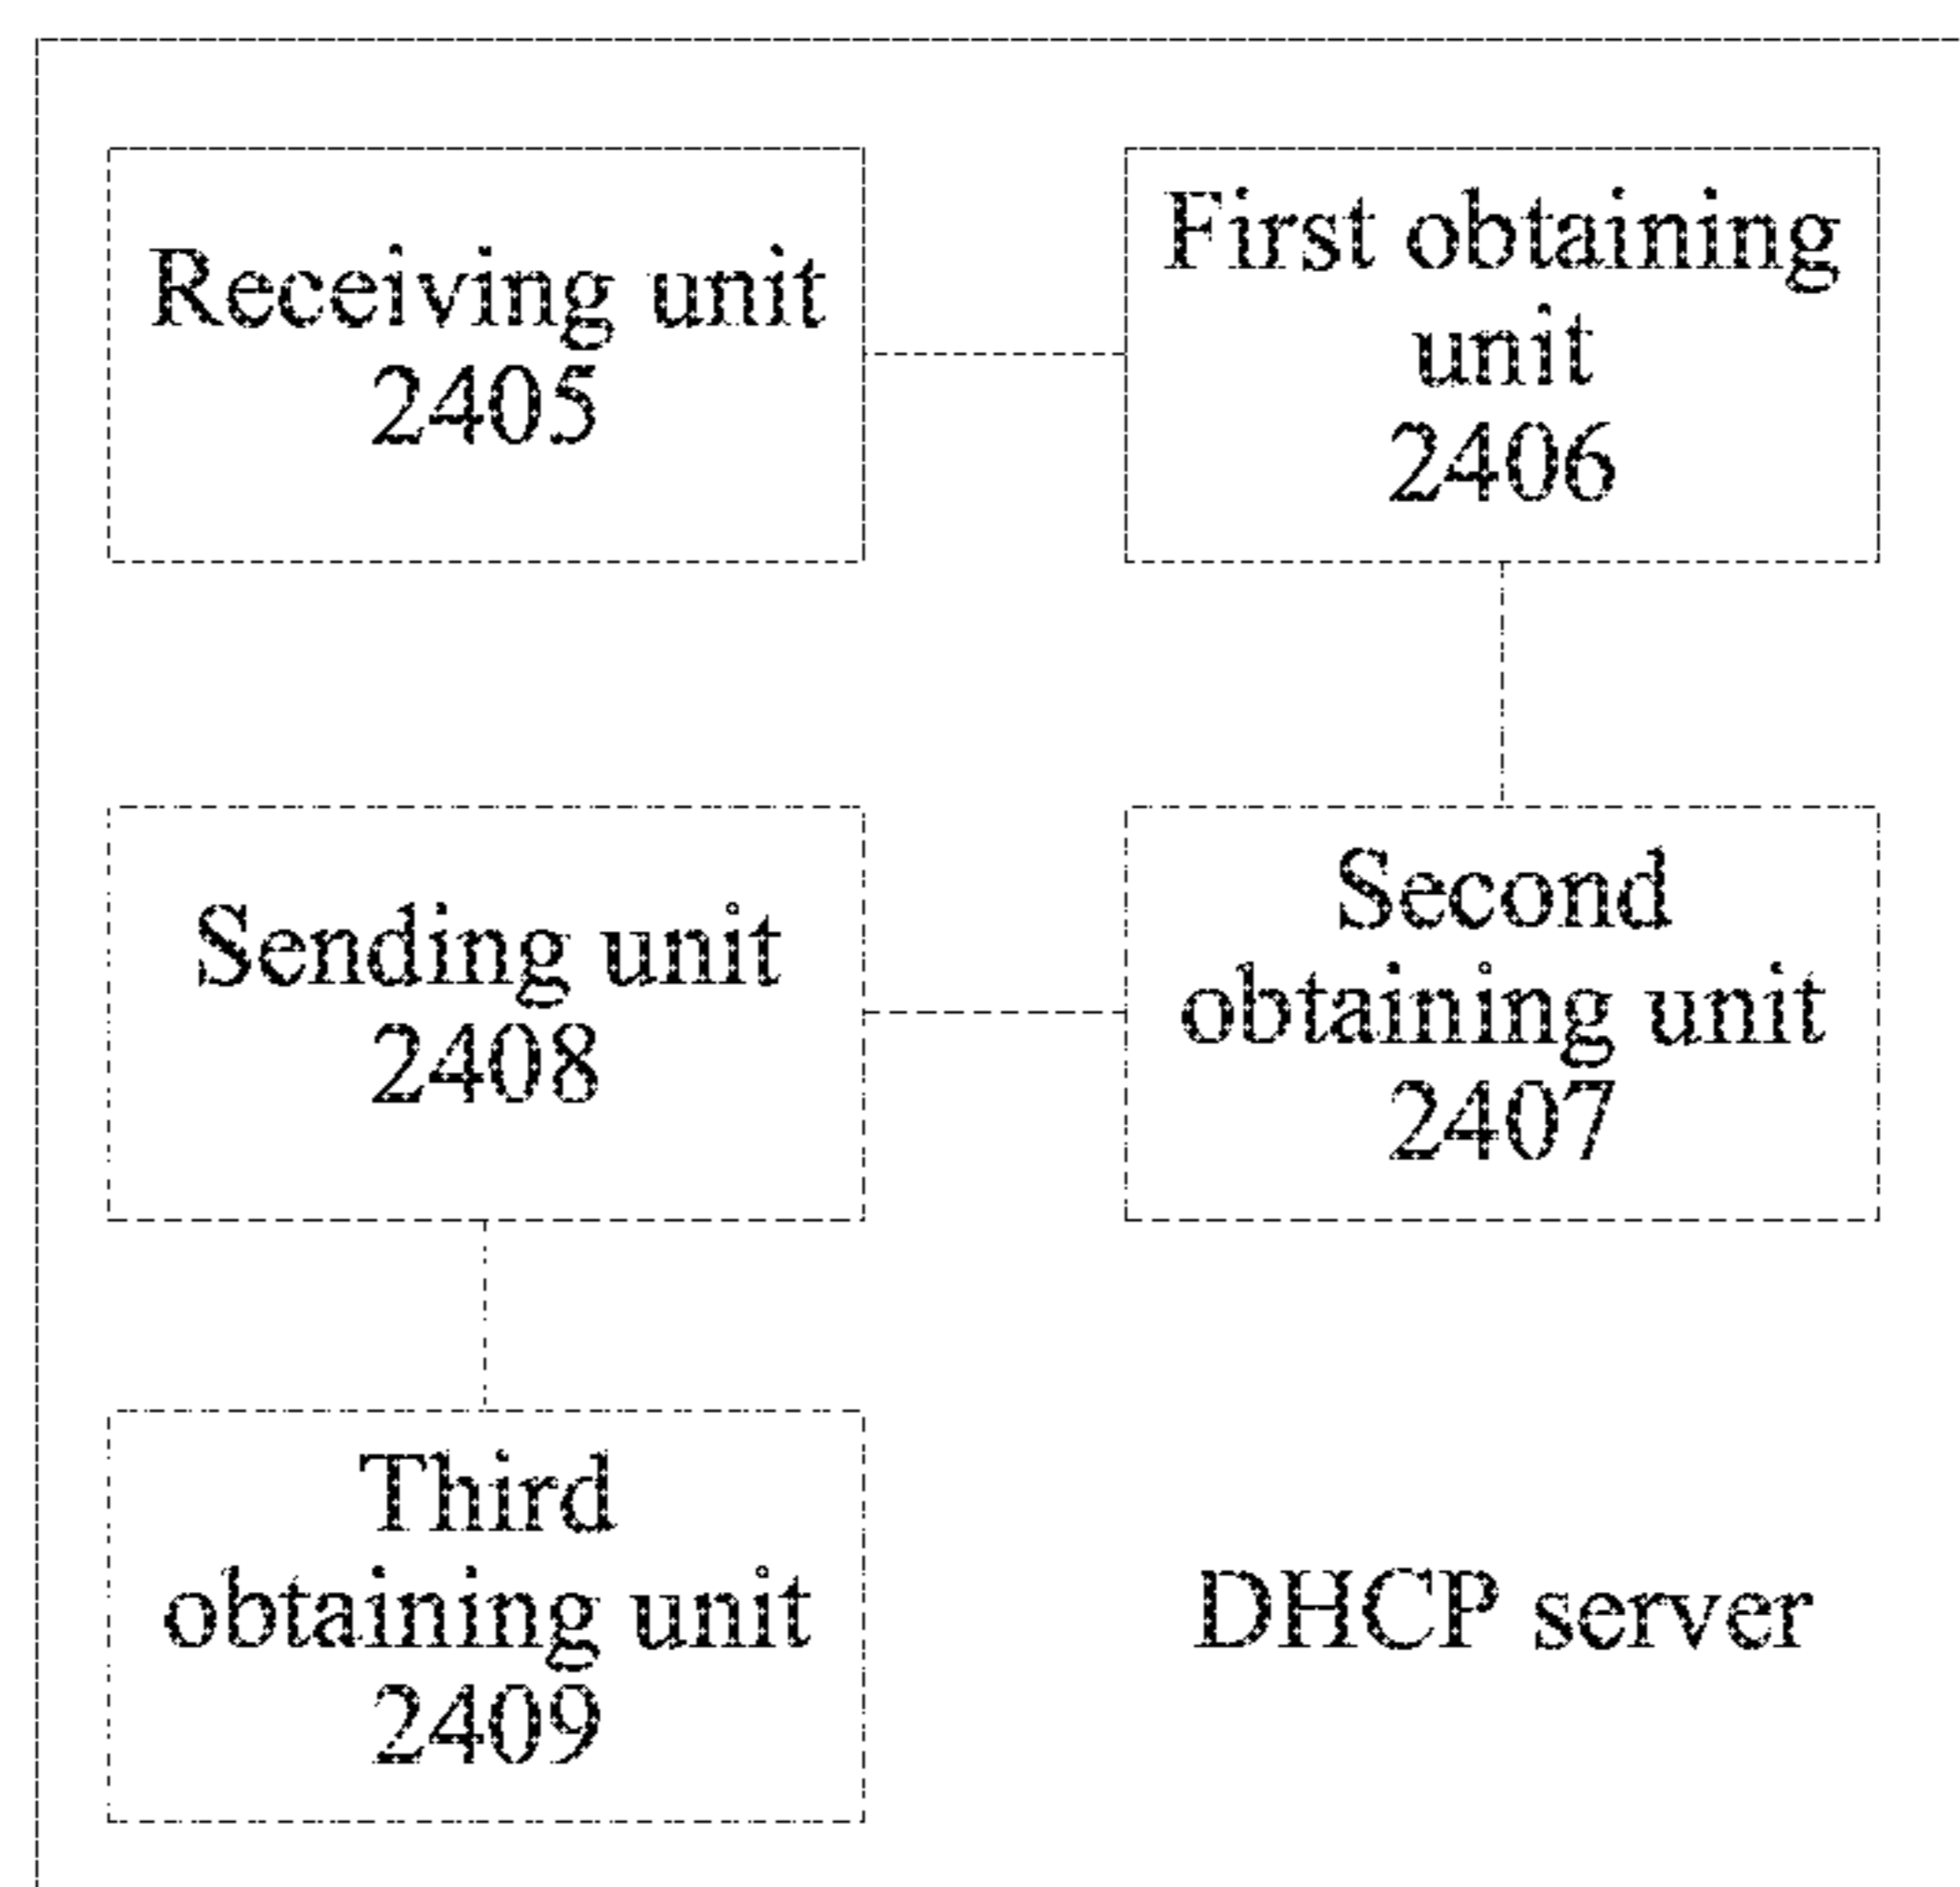 Receiving unit
2405
First obtaining
unit
2406
Sending unit
2408
Second
obtaining unit
2407
Third
obtaining unit
2409
DHCP server